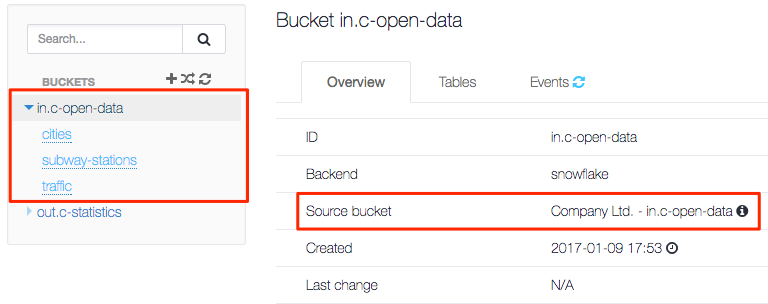 Bucket in.c-open-data
Search...
BUCKETS
in.c-open-data
cities
subway-stations
traffic
out.c-statistics
Overview Tables Events
ID in.c-open-data
Backend snowflake
Source bucket Company Ltd. - in.c-open-data
Created 2017-01-09 17:53
Last change N/A